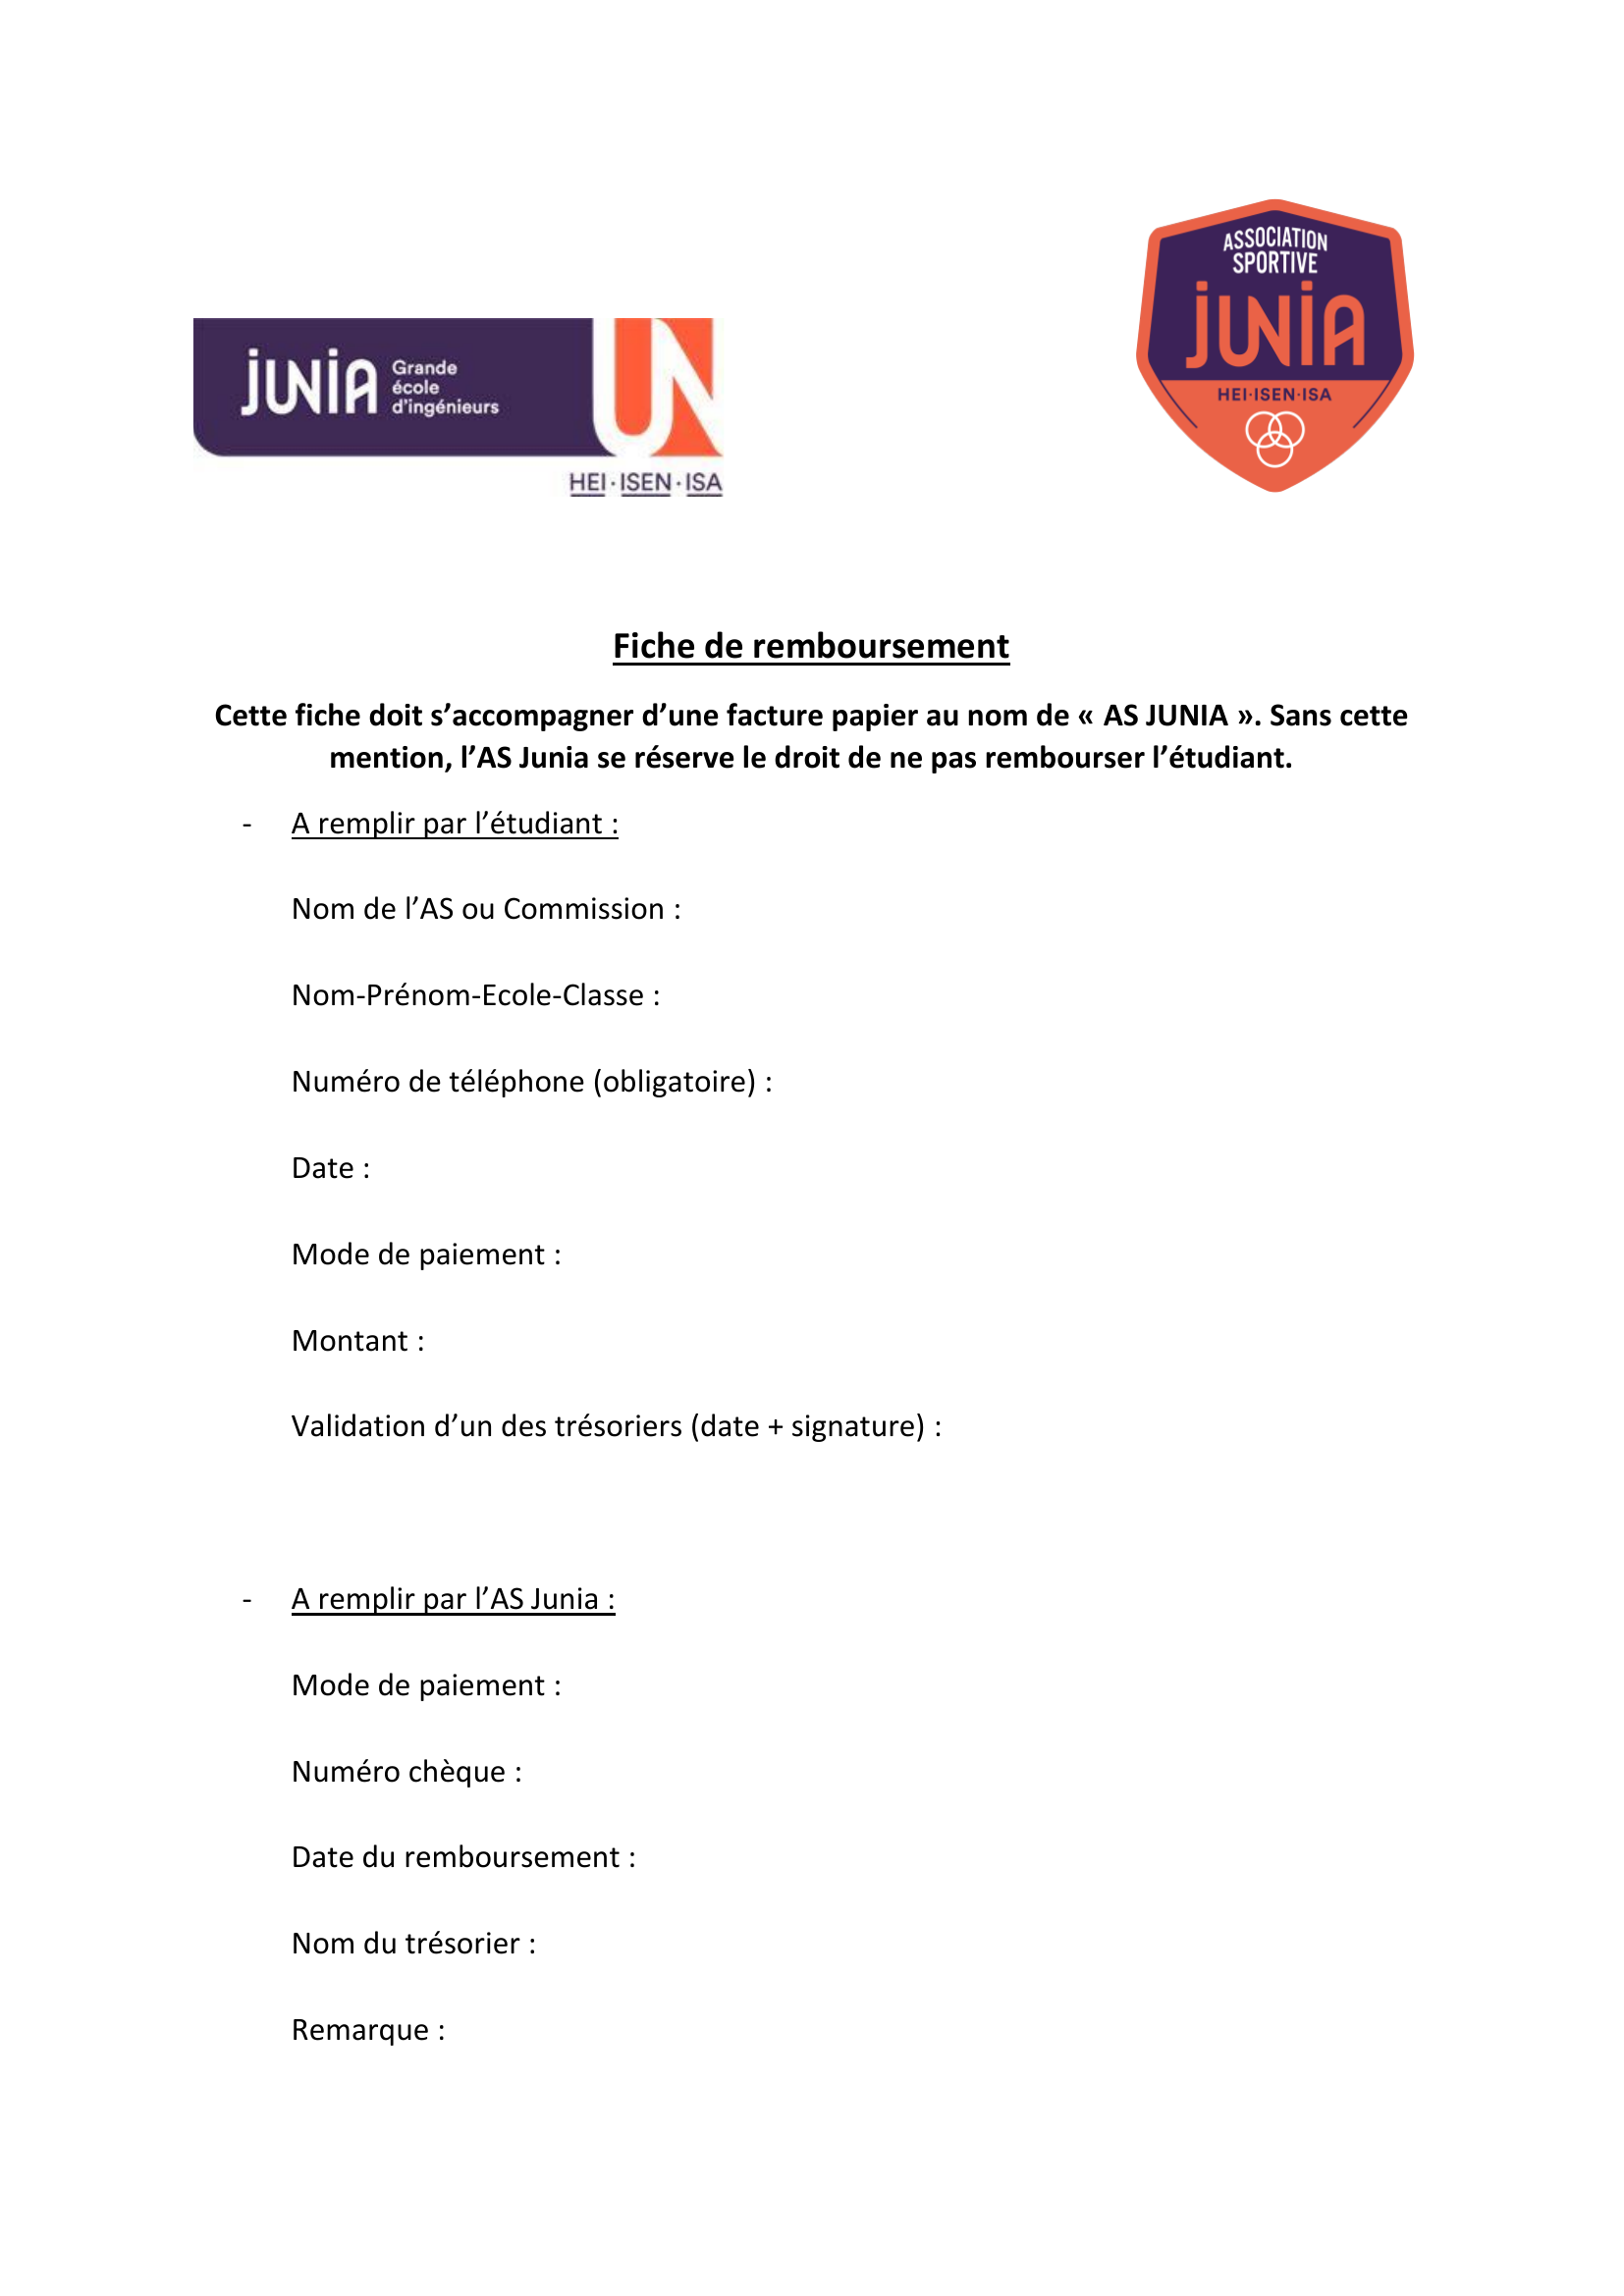 ASSOCIATION
SPORTIVE
JUNIA
HEI·ISEN·ISA
JUNIA Grande
école
d'ingénieurs
UN
HEI · ISEN · ISA
Fiche de remboursement
Cette fiche doit s’accompagner d’une facture papier au nom de « AS JUNIA ». Sans cette
mention, l’AS Junia se réserve le droit de ne pas rembourser l’étudiant.
- A remplir par l’étudiant :
Nom de l’AS ou Commission :
Nom-Prénom-Ecole-Classe :
Numéro de téléphone (obligatoire) :
Date :
Mode de paiement :
Montant :
Validation d’un des trésoriers (date + signature) :
- A remplir par l’AS Junia :
Mode de paiement :
Numéro chèque :
Date du remboursement :
Nom du trésorier :
Remarque :